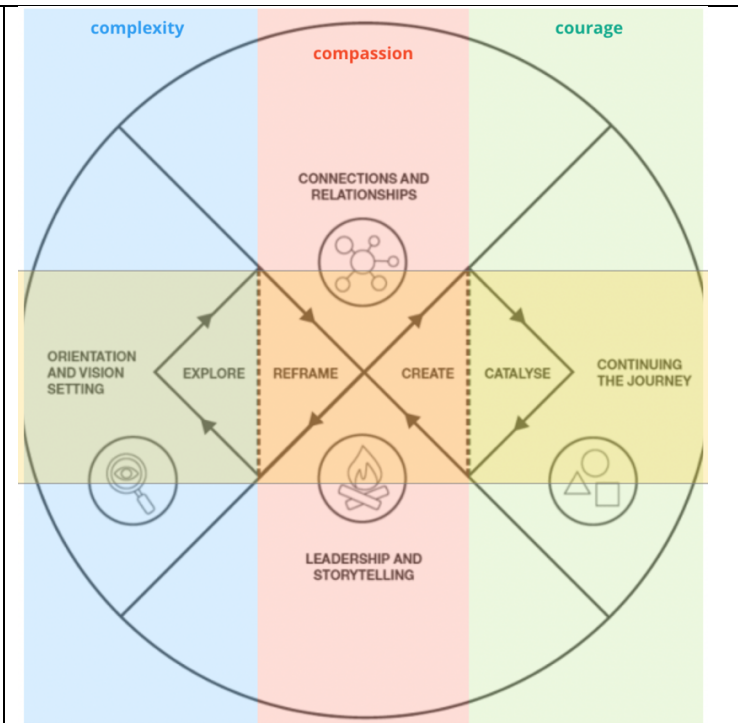 complexity
compassion
courage
CONNECTIONS AND
RELATIONSHIPS
ORIENTATION
AND VISION
SETTING
EXPLORE
REFRAME
CREATE
CATALYSE
CONTINUING
THE JOURNEY
LEADERSHIP AND
STORYTELLING